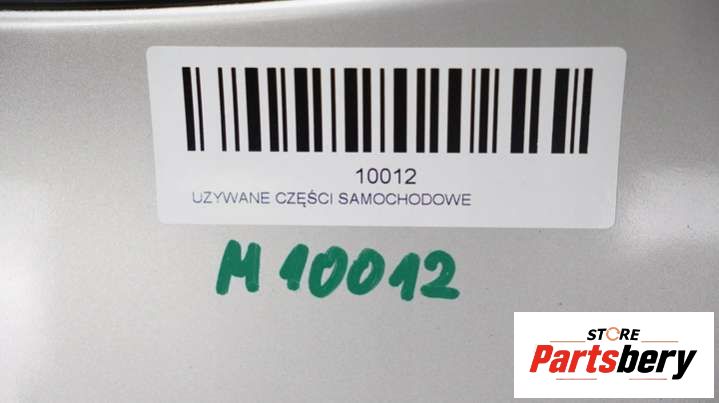 10012
UZYWANE CZĘŚCI SAMOCHODOWE
M 10012
STORE
Partsbery